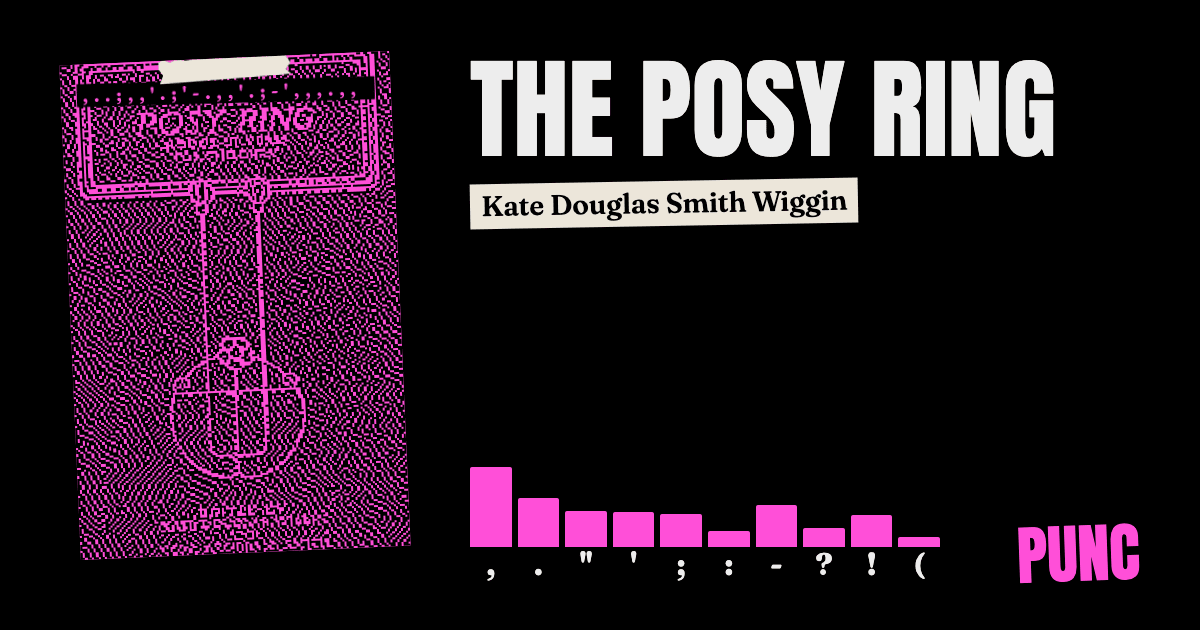 THE POSY RING
Kate Douglas Smith Wiggin
POSY RING
, . " ' ; : - ? ! (
PUNC